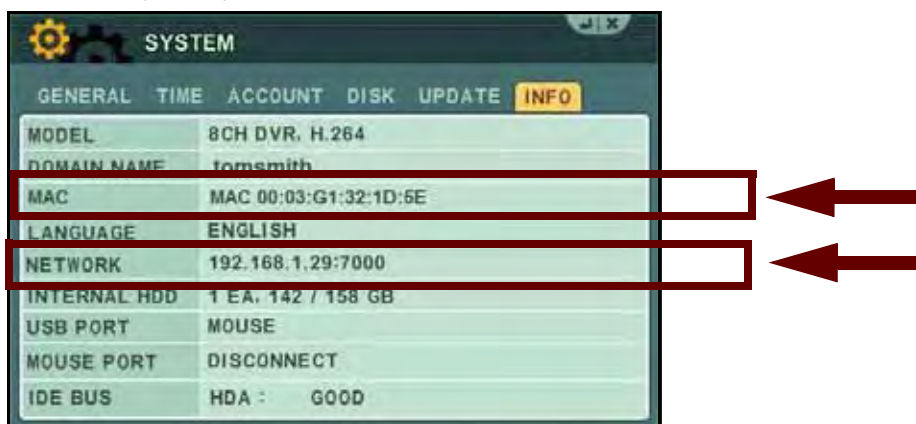 SYSTEM
GENERAL TIME ACCOUNT DISK UPDATE INFO
MODEL 8CH DVR. H.264
DOMAIN NAME tomsmith
MAC MAC 00:03:G1:32:1D:5E
LANGUAGE ENGLISH
NETWORK 192.168.1.29:7000
INTERNAL HDD 1 EA. 142 / 158 GB
USB PORT MOUSE
MOUSE PORT DISCONNECT
IDE BUS HDA : GOOD